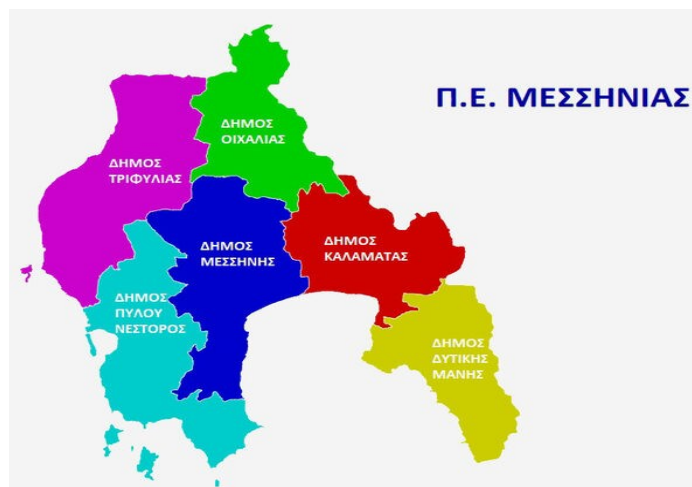 Π.Ε. ΜΕΣΣΗΝΙΑΣ
ΔΗΜΟΣ
ΟΙΧΑΛΙΑΣ
ΔΗΜΟΣ
ΤΡΙΦΥΛΙΑΣ
ΔΗΜΟΣ
ΜΕΣΣΗΝΗΣ
ΔΗΜΟΣ
ΚΑΛΑΜΑΤΑΣ
ΔΗΜΟΣ
ΠΥΛΟΥ
ΝΕΣΤΟΡΟΣ
ΔΗΜΟΣ
ΔΥΤΙΚΗΣ
ΜΑΝΗΣ